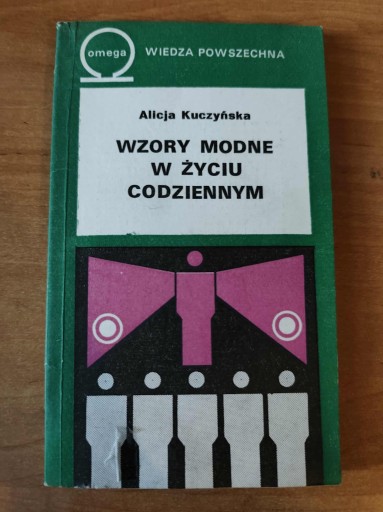 omega WIEDZA POWSZECHNA
Alicja Kuczyńska
WZORY MODNE
W ŻYCIU
CODZIENNYM